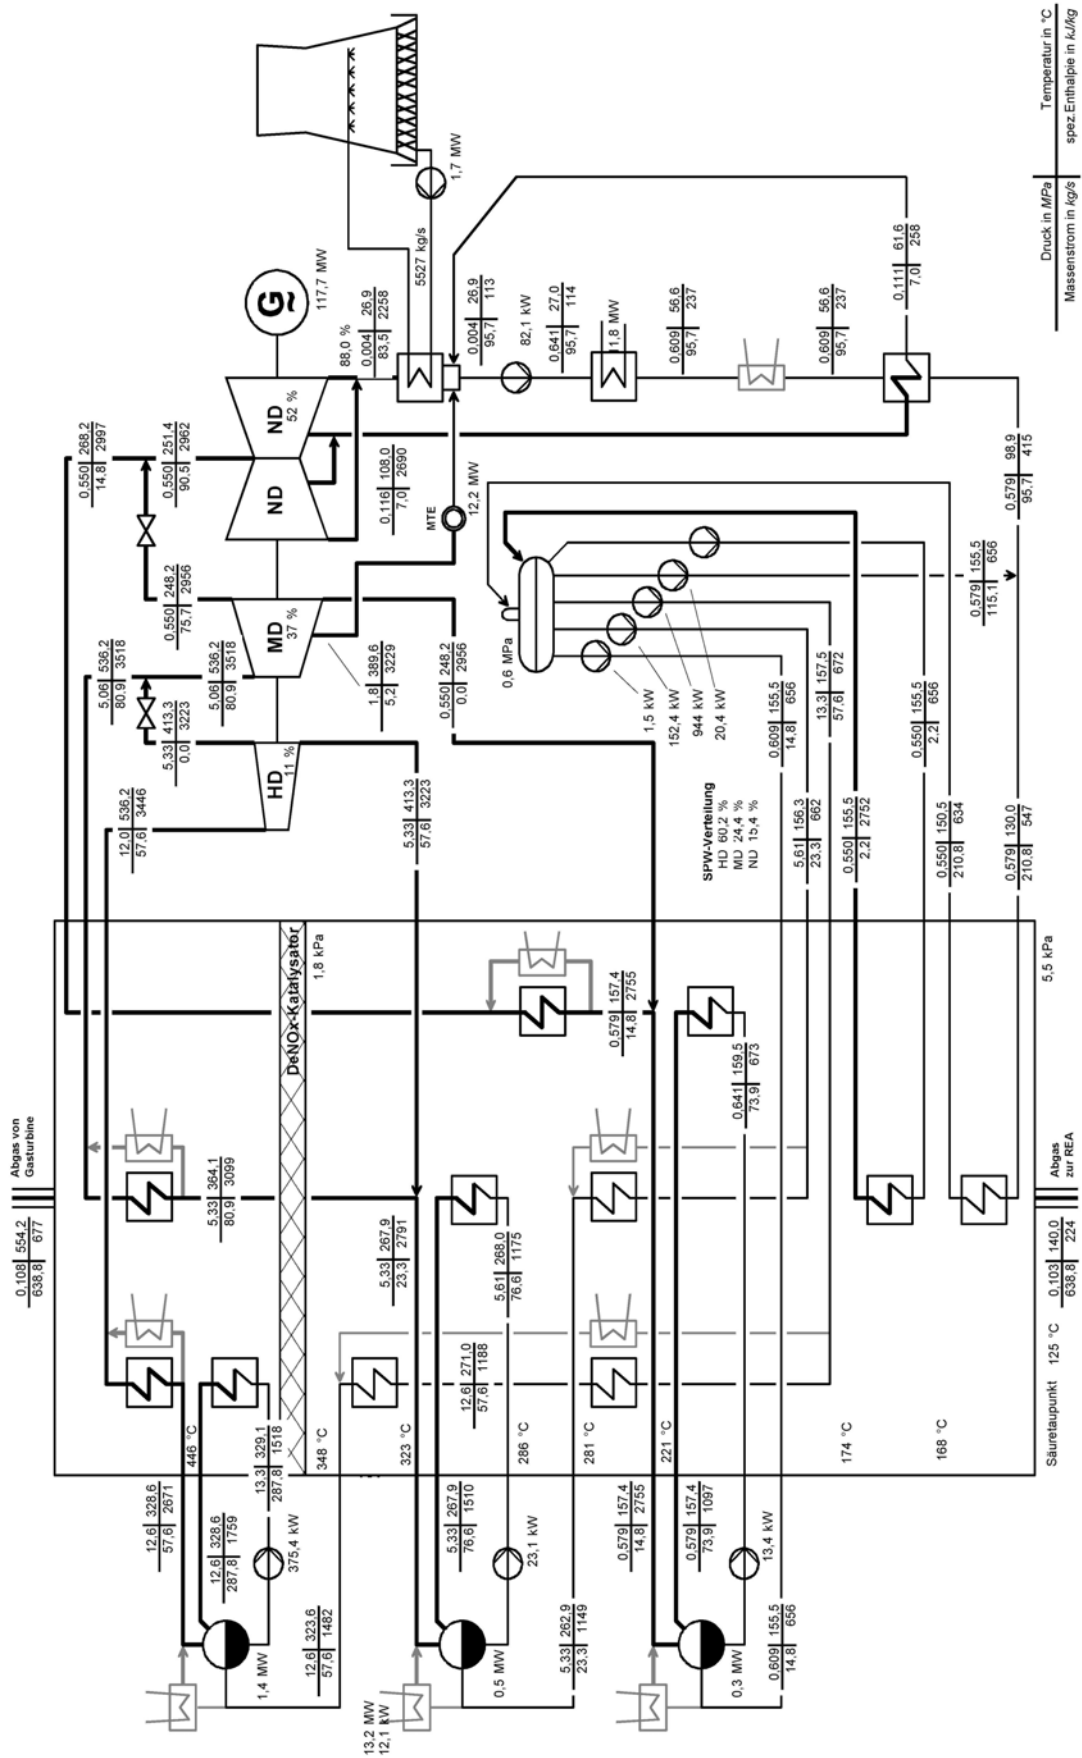 13,2 MW
12,1 kW
0,108 554,2
638,8 677
Abgas von
Gasturbine
1,4 MW
0,5 MW
0,3 MW
12,6 323,6
57,6 1482
12,6 328,6
57,6 2671
12,6 328,6
287,8 1759
375,4 kW
13,3 329,1
287,8 1518
5,33 262,9
23,3 1149
5,33 267,9
76,6 1510
23,1 kW
0,579 157,4
14,8 2755
0,579 157,4
73,9 1097
13,4 kW
0,609 155,5
14,8 656
446 °C
348 °C
323 °C
286 °C
281 °C
221 °C
174 °C
168 °C
Säuretaupunkt 125 °C
12,6 271,0
57,6 1188
5,33 267,9
23,3 2791
5,61 268,0
76,6 1175
5,33 364,1
80,9 3099
0,641 159,5
73,9 673
0,579 157,4
14,8 2755
DeNOx-Katalysator
1,8 kPa
5,5 kPa
0,103 140,0
638,8 224
Abgas
zur REA
12,0 536,2
57,6 3446
5,33 413,3
57,6 3223
5,33 413,3
0,0 3223
5,06 536,2
80,9 3518
5,06 536,2
80,9 3518
HD
11 %
MD
37 %
ND
ND
52 %
G
~
117,7 MW
0,550 248,2
75,7 2956
0,550 268,2
14,8 2997
0,550 251,4
90,5 2962
1,8 389,6
5,2 3229
0,550 248,2
0,0 2956
0,116 108,0
7,0 2690
MTE
12,2 MW
88,0 %
0,004 26,9
83,5 2258
5527 kg/s
1,7 MW
0,004 26,9
95,7 113
82,1 kW
0,641 27,0
95,7 114
1,8 MW
0,609 56,6
95,7 237
0,609 56,6
95,7 237
0,111 61,6
7,0 258
0,579 98,9
95,7 415
0,6 MPa
1,5 kW
152,4 kW
944 kW
20,4 kW
SPW-Verteilung
HD 60,2 %
MD 24,4 %
ND 15,4 %
0,609 155,5
14,8 656
5,61 156,3
23,3 662
13,3 157,5
57,6 672
0,550 155,5
2,2 2752
0,550 155,5
2,2 656
0,550 150,5
210,8 634
0,579 155,5
115,1 656
0,579 130,0
210,8 547
Druck in MPa Temperatur in °C
Massenstrom in kg/s spez.Enthalpie in kJ/kg